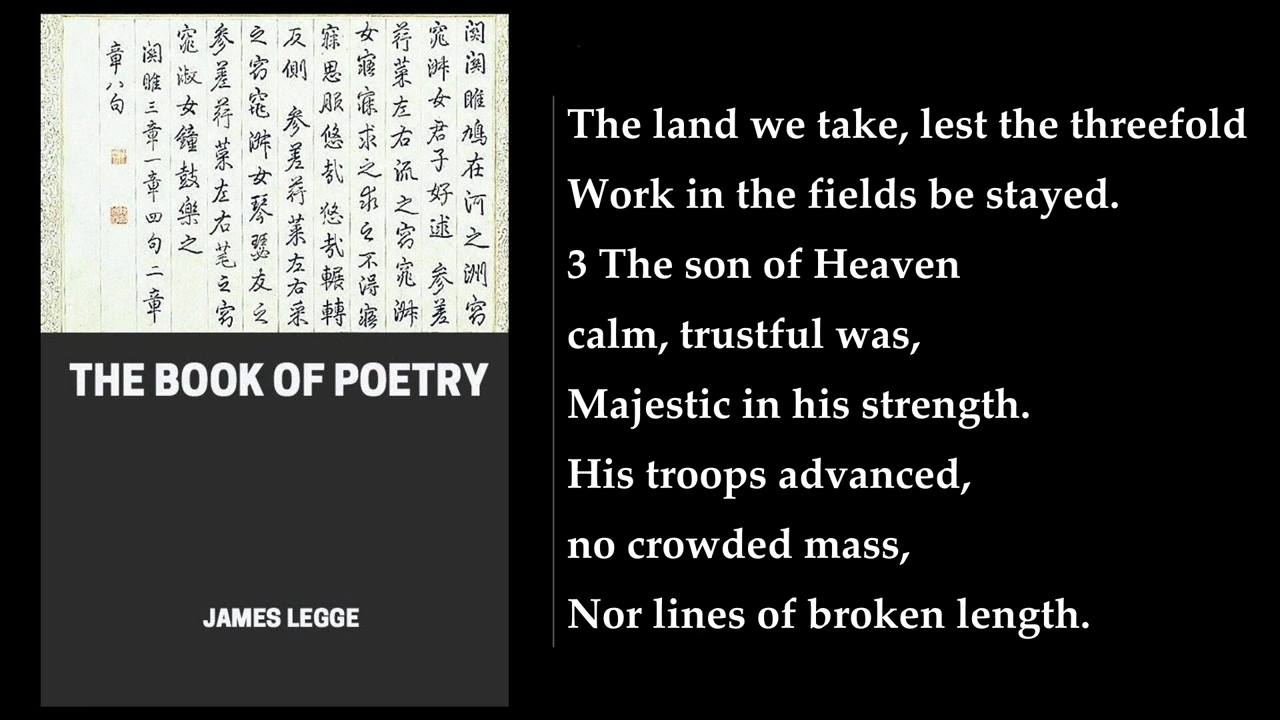 關關雎鳩在河之洲窈
窕淑女君子好逑 參差
荇菜左右流之窈窕淑
女寤寐求之求之不得寤
寐思服悠哉悠哉輾轉
反側 參差荇菜左右采
之窈窕淑女琴瑟友之
參差荇菜左右芼之窈
窕淑女鐘鼓樂之
關雎三章一章四句二章
章八句
THE BOOK OF POETRY
JAMES LEGGE
The land we take, lest the threefold
Work in the fields be stayed.
3 The son of Heaven
calm, trustful was,
Majestic in his strength.
His troops advanced,
no crowded mass,
Nor lines of broken length.